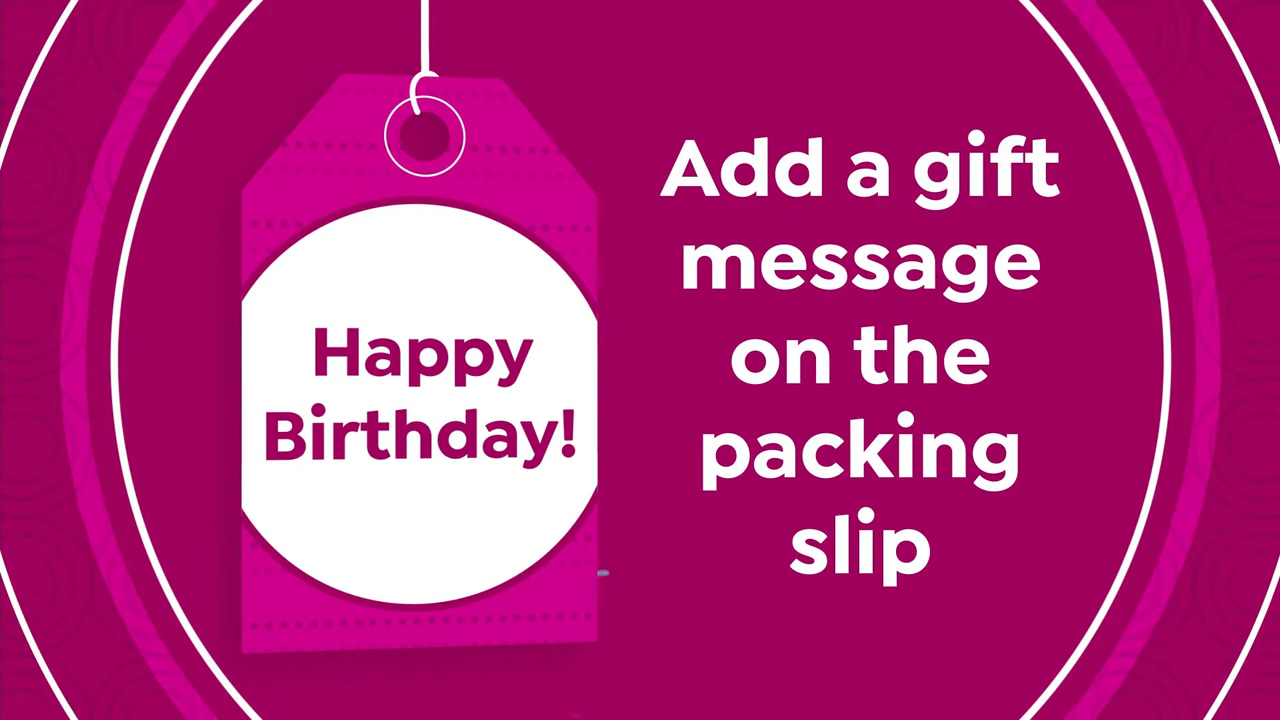 Happy
Birthday!
Add a gift
message
on the
packing
slip